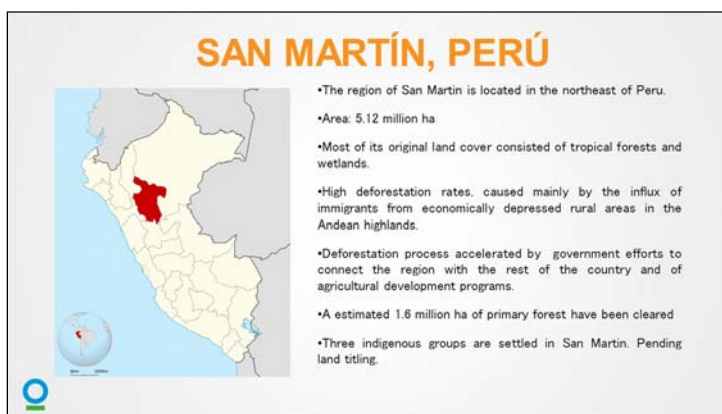 SAN MARTÍN, PERÚ
•The region of San Martin is located in the northeast of Peru.
•Area: 5.12 million ha
•Most of its original land cover consisted of tropical forests and
wetlands.
•High deforestation rates, caused mainly by the influx of
immigrants from economically depressed rural areas in the
Andean highlands.
•Deforestation process accelerated by government efforts to
connect the region with the rest of the country and of
agricultural development programs.
•A estimated 1.6 million ha of primary forest have been cleared
•Three indigenous groups are settled in San Martin. Pending
land titling.